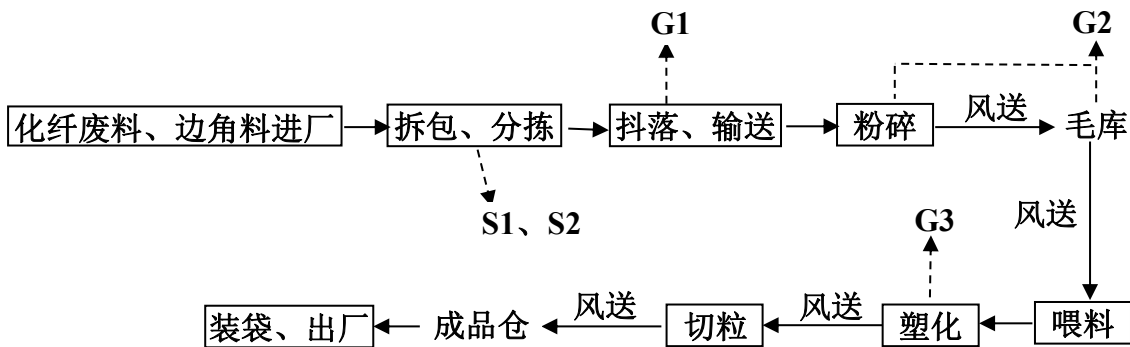 G1
G2
化纤废料、边角料进厂
拆包、分拣
抖落、输送
粉碎
风送
毛库
S1、S2
风送
G3
装袋、出厂
成品仓
风送
切粒
风送
塑化
喂料